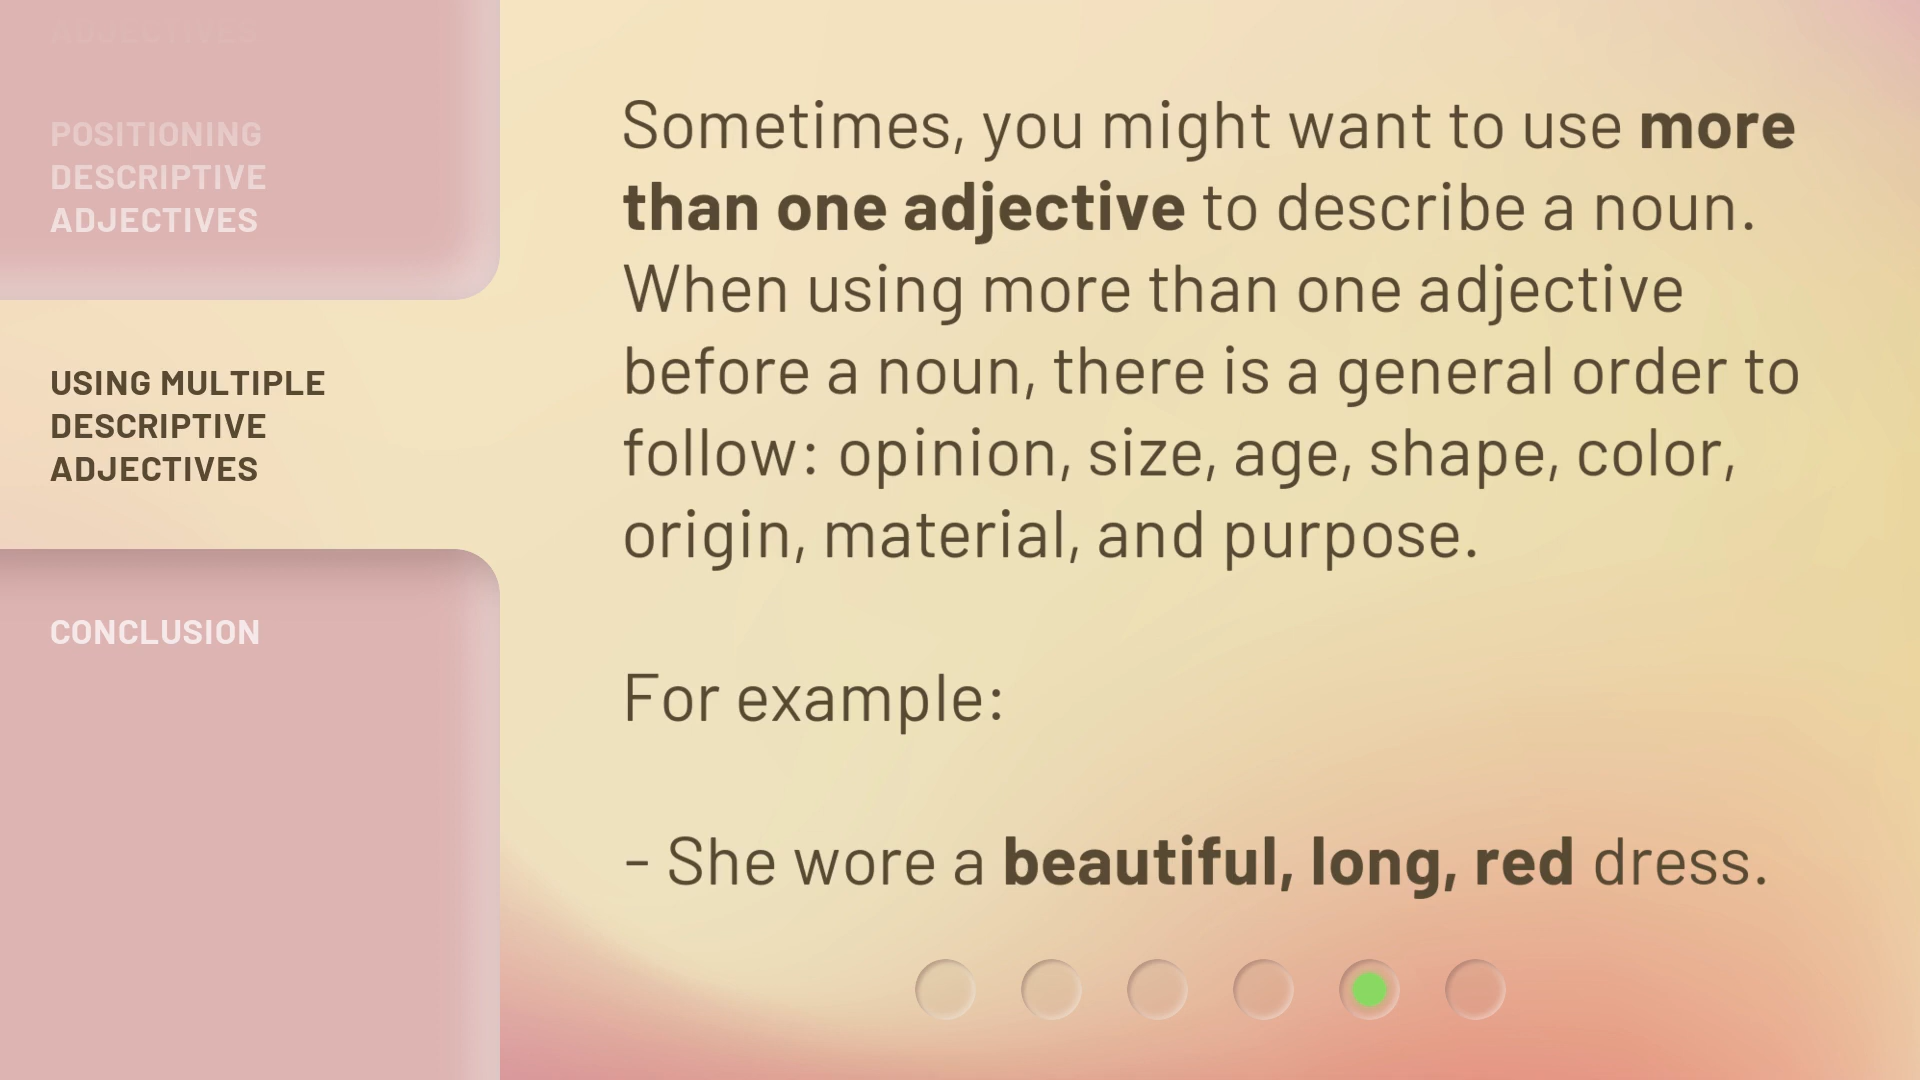 ADJECTIVES
POSITIONING
DESCRIPTIVE
ADJECTIVES
USING MULTIPLE
DESCRIPTIVE
ADJECTIVES
CONCLUSION
Sometimes, you might want to use more
than one adjective to describe a noun.
When using more than one adjective
before a noun, there is a general order to
follow: opinion, size, age, shape, color,
origin, material, and purpose.
For example:
- She wore a beautiful, long, red dress.